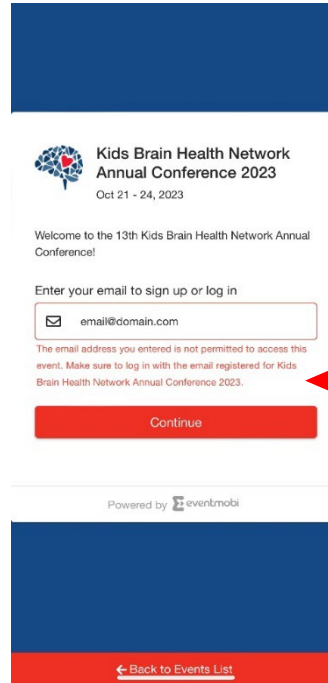 Kids Brain Health Network
Annual Conference 2023
Oct 21 - 24, 2023
Welcome to the 13th Kids Brain Health Network Annual
Conference!
Enter your email to sign up or log in
email@domain.com
The email address you entered is not permitted to access this
event. Make sure to log in with the email registered for Kids
Brain Health Network Annual Conference 2023.
Continue
Powered by eventmobi
← Back to Events List